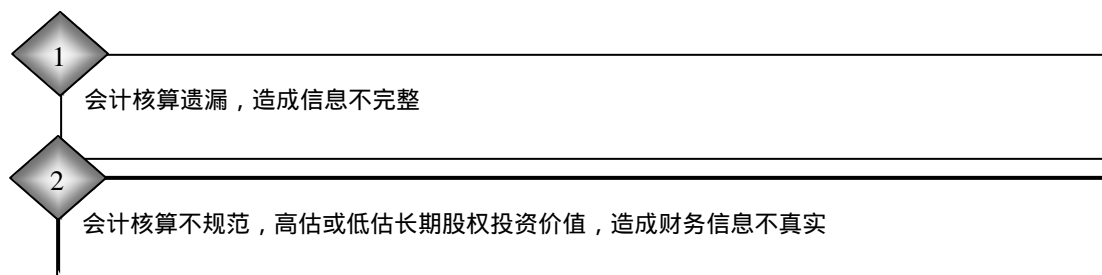 1
会计核算遗漏，造成信息不完整
2
会计核算不规范，高估或低估长期股权投资价值，造成财务信息不真实